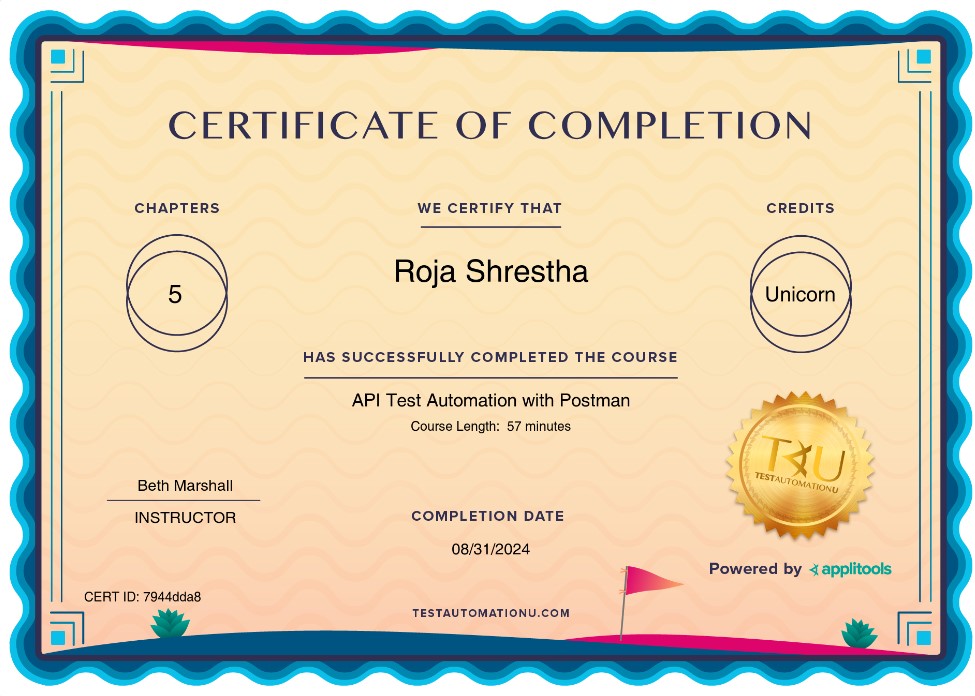 CERTIFICATE OF COMPLETION
CHAPTERS
5
WE CERTIFY THAT
Roja Shrestha
CREDITS
Unicorn
HAS SUCCESSFULLY COMPLETED THE COURSE
API Test Automation with Postman
Course Length: 57 minutes
Beth Marshall
INSTRUCTOR
COMPLETION DATE
08/31/2024
TAU
TESTAUTOMATIONU
Powered by applitools
CERT ID: 7944dda8
TESTAUTOMATIONU.COM